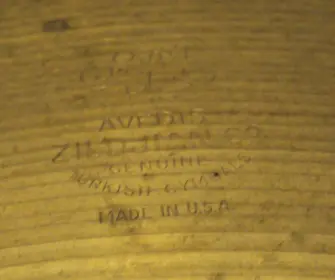 AVEDIS
ZILDJIAN CO.
GENUINE
TURKISH CYMBALS
MADE IN U.S.A.